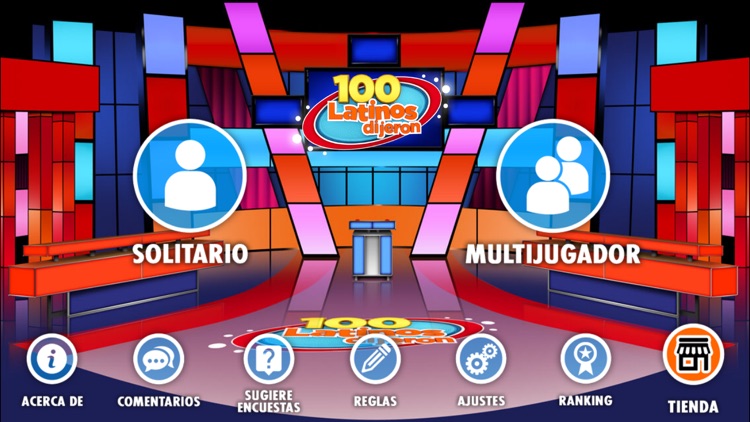 100
Latinos
dijeron
SOLITARIO
MULTIJUGADOR
100
Latinos
dijeron
ACERCA DE
COMENTARIOS
SUGIERE
ENCUESTAS
REGLAS
AJUSTES
RANKING
TIENDA